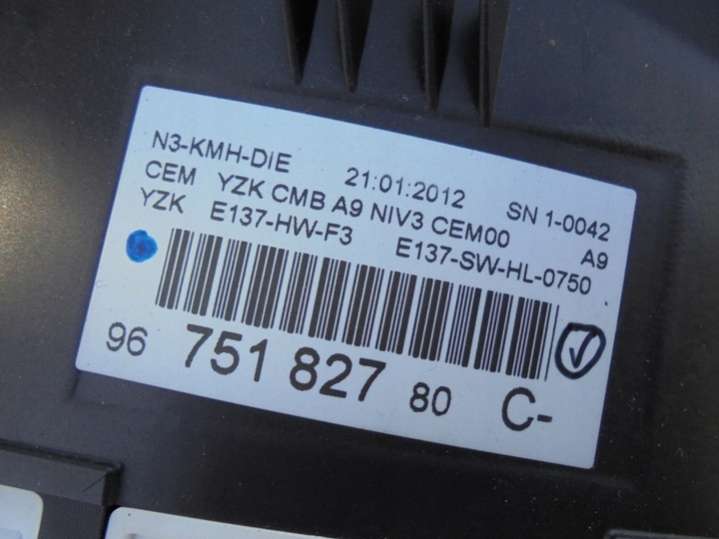 N3-KMH-DIE 21:01:2012 SN 1-0042
CEM YZK CMB A9 NIV3 CEM00 A9
YZK E137-HW-F3 E137-SW-HL-0750
96 751 827 80 C-